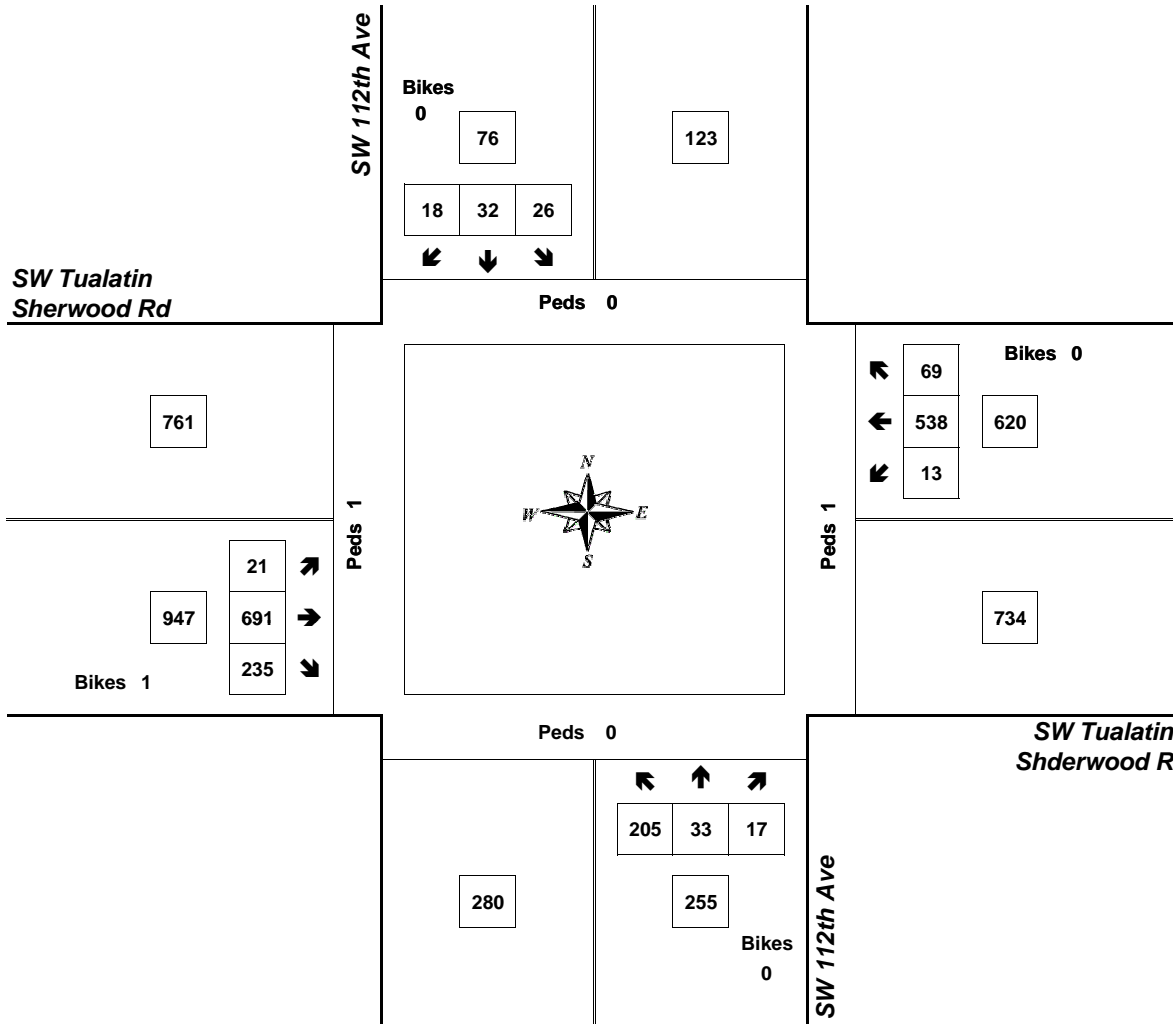 SW 112th Ave
Bikes
0
76
123
18 32 26
SW Tualatin
Sherwood Rd
Peds 0
761
69
Bikes 0
538
620
13
N
W E
S
Peds 1
Peds 1
21
947
691
235
Bikes 1
734
Peds 0
SW Tualatin
Shderwood R
205 33 17
280
255
Bikes
0
SW 112th Ave